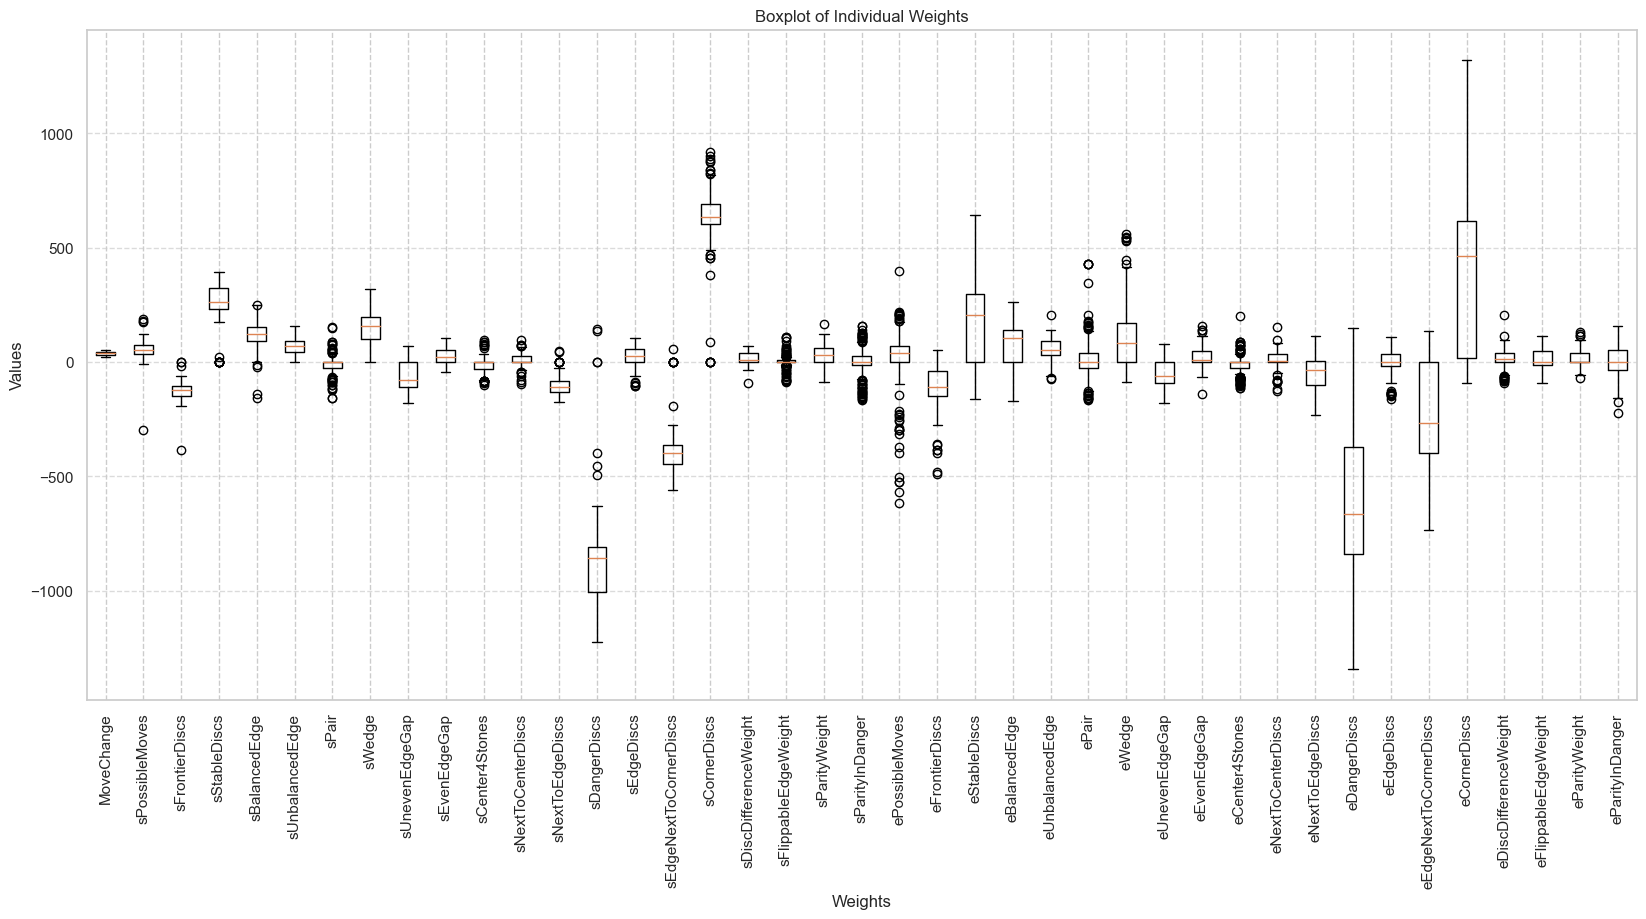 Boxplot of Individual Weights
Values
1000
500
0
−500
−1000
MoveChange
sPossibleMoves
sFrontierDiscs
sStableDiscs
sBalancedEdge
sUnbalancedEdge
sPair
sWedge
sUnevenEdgeGap
sEvenEdgeGap
sCenter4Stones
sNextToCenterDiscs
sNextToEdgeDiscs
sDangerDiscs
sEdgeDiscs
sEdgeNextToCornerDiscs
sCornerDiscs
sDiscDifferenceWeight
sFlippableEdgeWeight
sParityWeight
sParityInDanger
ePossibleMoves
eFrontierDiscs
eStableDiscs
eBalancedEdge
eUnbalancedEdge
ePair
eWedge
eUnevenEdgeGap
eEvenEdgeGap
eCenter4Stones
eNextToCenterDiscs
eNextToEdgeDiscs
eDangerDiscs
eEdgeDiscs
eEdgeNextToCornerDiscs
eCornerDiscs
eDiscDifferenceWeight
eFlippableEdgeWeight
eParityWeight
eParityInDanger
Weights